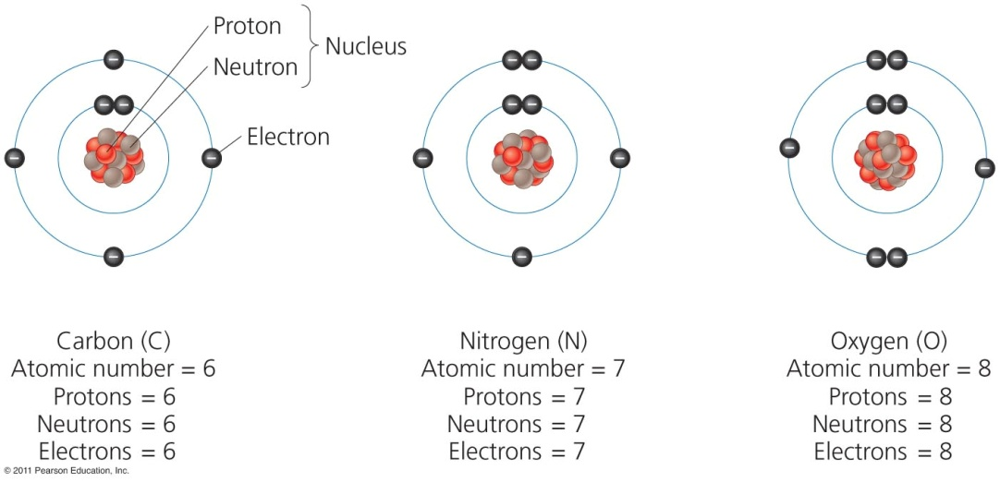 Proton
Neutron
Nucleus
Electron
Carbon (C)
Atomic number = 6
Protons = 6
Neutrons = 6
Electrons = 6
Nitrogen (N)
Atomic number = 7
Protons = 7
Neutrons = 7
Electrons = 7
Oxygen (O)
Atomic number = 8
Protons = 8
Neutrons = 8
Electrons = 8
© 2011 Pearson Education, Inc.